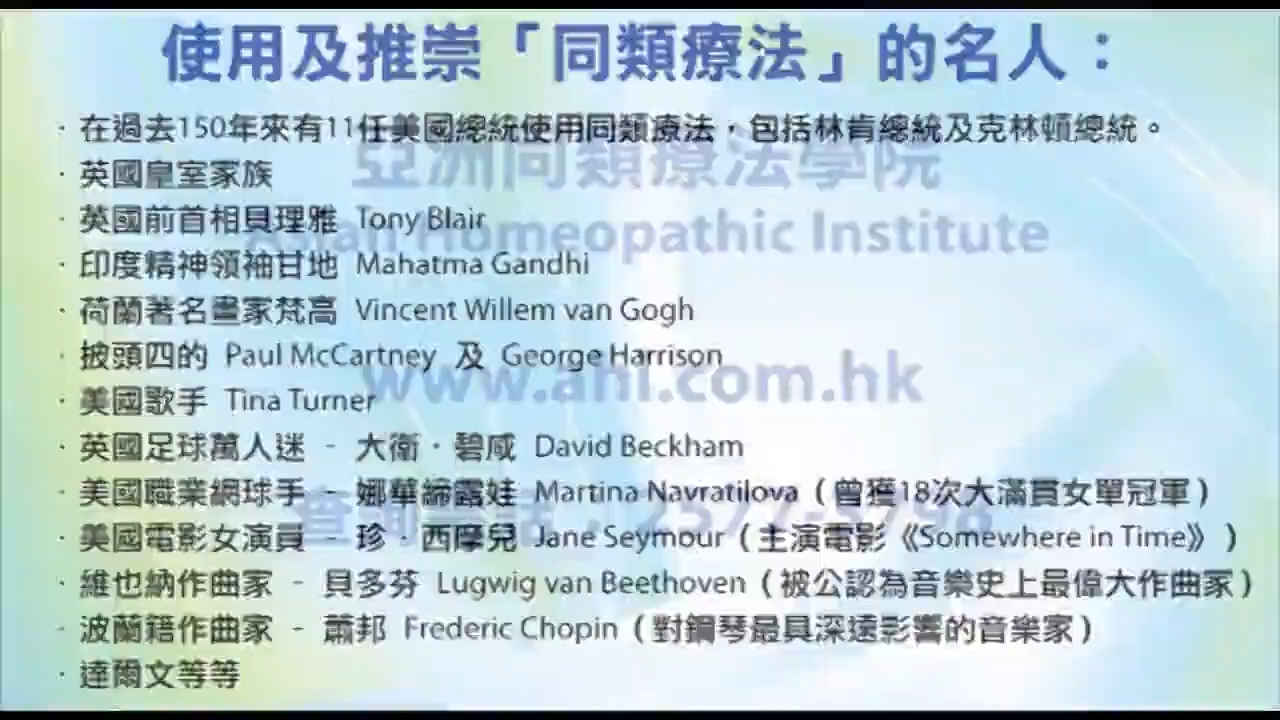 使用及推崇「同類療法」的名人：
· 在過去150年來有11任美國總統使用同類療法，包括林肯總統及克林頓總統。
亞洲同類療法學院
· 英國皇室家族
· 英國前首相貝理雅 Tony Blair
Asian Homeopathic Institute
· 印度精神領袖甘地 Mahatma Gandhi
· 荷蘭著名畫家梵高 Vincent Willem van Gogh
· 披頭四的 Paul McCartney 及 George Harrison
www.ahi.com.hk
· 美國歌手 Tina Turner
· 英國足球萬人迷 - 大衛·碧咸 David Beckham
· 美國職業網球手 - 娜華締露娃 Martina Navratilova（曾獲18次大滿貫女單冠軍）
· 美國電影女演員 - 珍·西摩兒 Jane Seymour（主演電影《Somewhere in Time》）
· 維也納作曲家 - 貝多芬 Lugwig van Beethoven（被公認為音樂史上最偉大作曲家）
· 波蘭籍作曲家 - 蕭邦 Frederic Chopin（對鋼琴最具深遠影響的音樂家）
· 達爾文等等